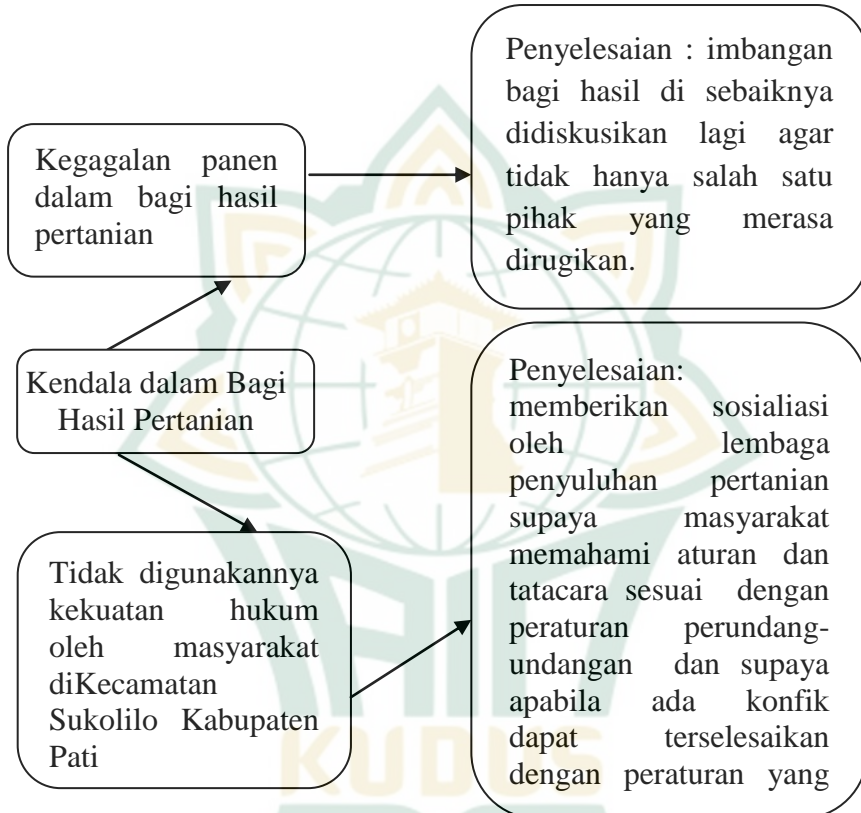 Penyelesaian : imbangan
bagi hasil di sebaiknya
didiskusikan lagi agar
tidak hanya salah satu
pihak yang merasa
dirugikan.
Kegagalan panen
dalam bagi hasil
pertanian
Kendala dalam Bagi
Hasil Pertanian
Tidak digunakannya
kekuatan hukum
oleh masyarakat
diKecamatan
Sukolilo Kabupaten
Pati
Penyelesaian:
memberikan sosialiasi
oleh lembaga
penyuluhan pertanian
supaya masyarakat
memahami aturan dan
tatacara sesuai dengan
peraturan perundang-
undangan dan supaya
apabila ada konfik
dapat terselesaikan
dengan peraturan yang
KUDUS